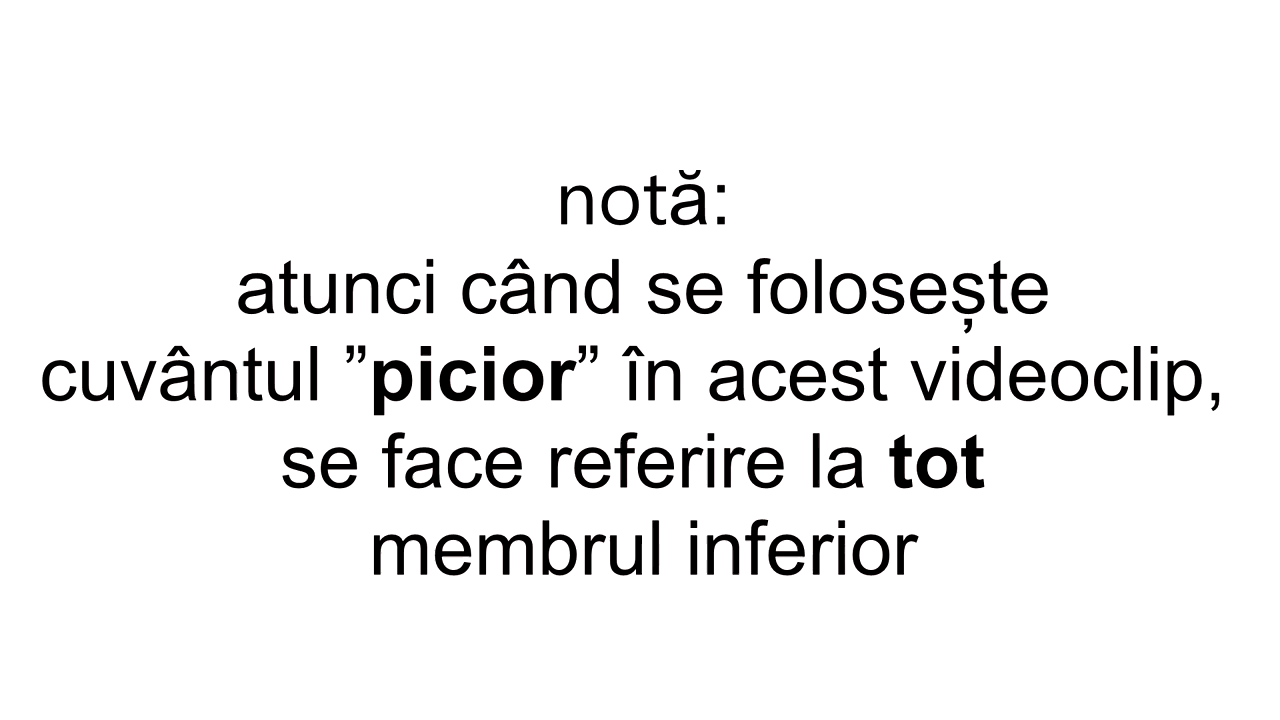 notă:
atunci când se folosește
cuvântul ”picior” în acest videoclip,
se face referire la tot
membrul inferior